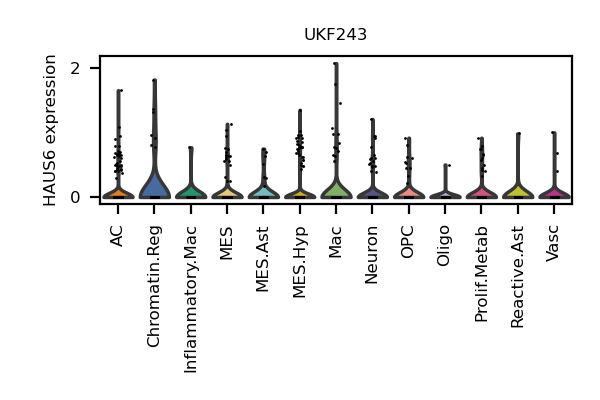 UKF243
HAUS6 expression
2
0
AC
Chromatin.Reg
Inflammatory.Mac
MES
MES.Ast
MES.Hyp
Mac
Neuron
OPC
Oligo
Prolif.Metab
Reactive.Ast
Vasc